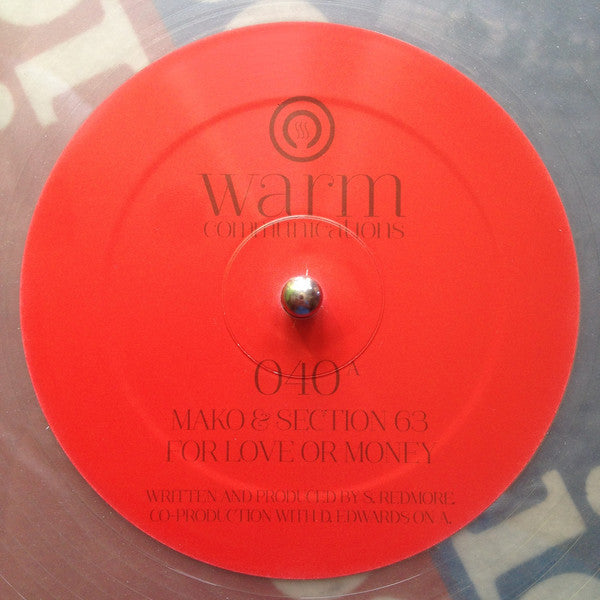 warm
communications
040 A
MAKO & SECTION 63
FOR LOVE OR MONEY
WRITTEN AND PRODUCED BY S. REDMORE.
CO-PRODUCTION WITH D. EDWARDS ON A.